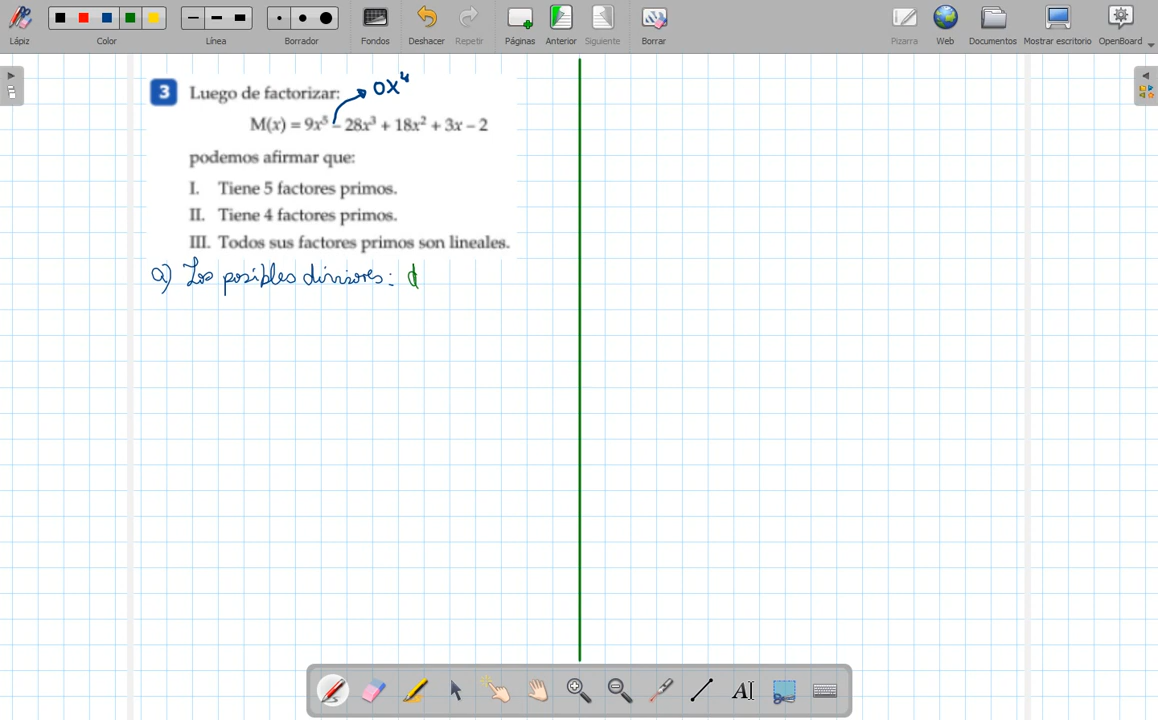 Lápiz Color Línea Borrador Fondos Deshacer Repetir Páginas Anterior Siguiente Borrar Pizarra Web Documentos Mostrar escritorio OpenBoard
3 Luego de factorizar: 0x⁴
M(x) = 9x⁵ – 28x³ + 18x² + 3x – 2
podemos afirmar que:
I. Tiene 5 factores primos.
II. Tiene 4 factores primos.
III. Todos sus factores primos son lineales.
a) Los posibles divisores: